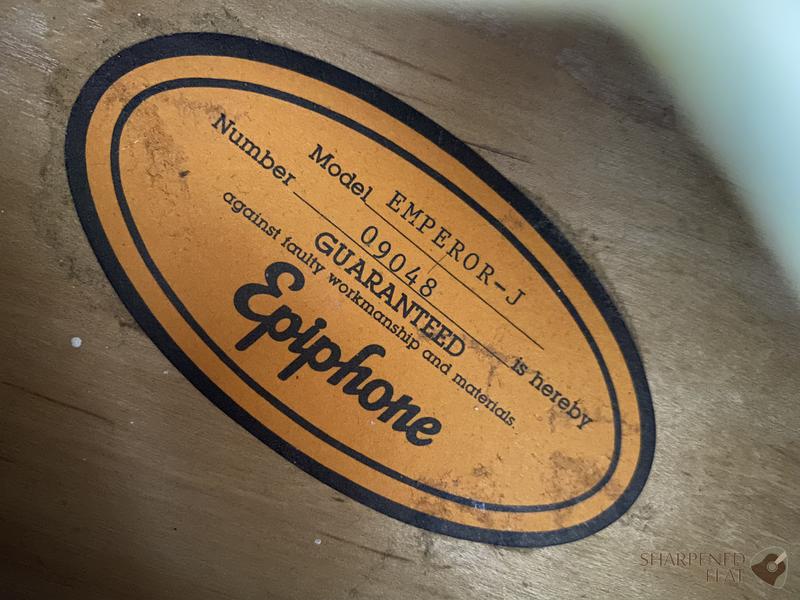 Model EMPEROR-J
Number 09048 is hereby
GUARANTEED
against faulty workmanship and materials.
Epiphone
SHARPENED
FLAT